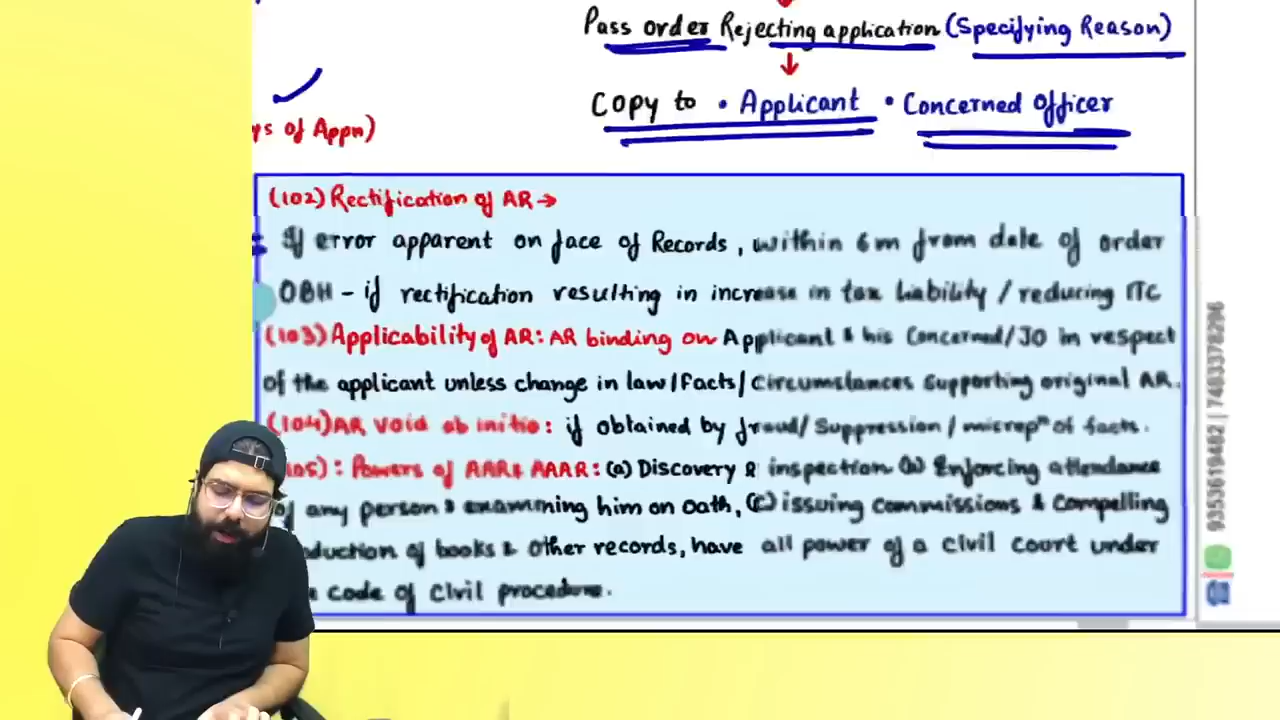 Pass order Rejecting application (Specifying Reason)
Copy to • Applicant • Concerned officer
ys of Appn)
(102) Rectification of AR →
If error apparent on face of Records, within 6m from date of order
OBH - if rectification resulting in increase in tax liability / reducing ITC
(103) Applicability of AR: AR binding on Applicant & his Concerned/JO in respect
of the applicant unless change in law/facts/circumstances supporting original AR.
(104) AR void ab initio: if obtained by fraud/suppression/misrepn of facts.
105): Powers of AAR & AAAR: (a) Discovery & inspection (b) Enforcing attendance
of any person & examining him on oath, (c) issuing commissions & compelling
duction of books & other records, have all power of a civil court under
code of civil procedure.
9353619462 | 7483378296